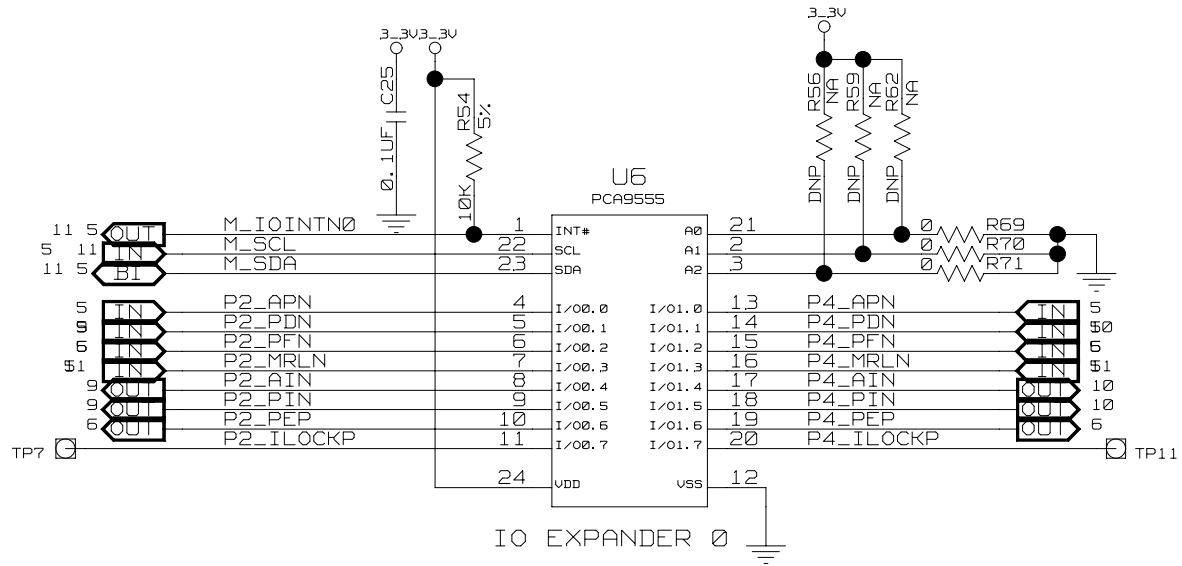 3_3V 3_3V
3_3V
C25
0.1UF
R54
5%
10K
R56
NA
DNP
R59
NA
DNP
R62
NA
DNP
U6
PCA9555
11 5 OUT M_IOINTN0 1 INT# A0 21 0 R69
5 11 IN M_SCL 22 SCL A1 2 0 R70
11 5 BI M_SDA 23 SDA A2 3 0 R71
5 IN P2_APN 4 I/O0.0 I/O1.0 13 P4_APN IN 5
IN P2_PDN 5 I/O0.1 I/O1.1 14 P4_PDN IN
IN P2_PFN 6 I/O0.2 I/O1.2 15 P4_PFN IN
IN P2_MRLN 7 I/O0.3 I/O1.3 16 P4_MRLN IN
9 OUT P2_AIN 8 I/O0.4 I/O1.4 17 P4_AIN OUT 10
9 OUT P2_PIN 9 I/O0.5 I/O1.5 18 P4_PIN OUT 10
6 OUT P2_PEP 10 I/O0.6 I/O1.6 19 P4_PEP OUT 6
TP7 P2_ILOCKP 11 I/O0.7 I/O1.7 20 P4_ILOCKP TP11
24 VDD VSS 12
IO EXPANDER 0